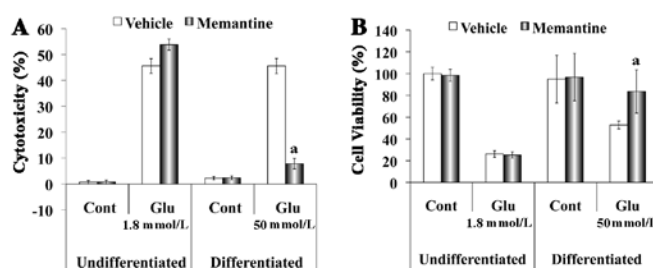 A
Vehicle Memantine
Cytotoxicity (%)
60
50
40
30
20
10
0
-10
a
Cont Glu Cont Glu
1.8 mmol/L 50 mmol/L
Undifferentiated Differentiated
B
Vehicle Memantine
Cell Viability (%)
140
120
100
80
60
40
20
0
a
Cont Glu Cont Glu
1.8 mmol/L 50 mmol/L
Undifferentiated Differentiated